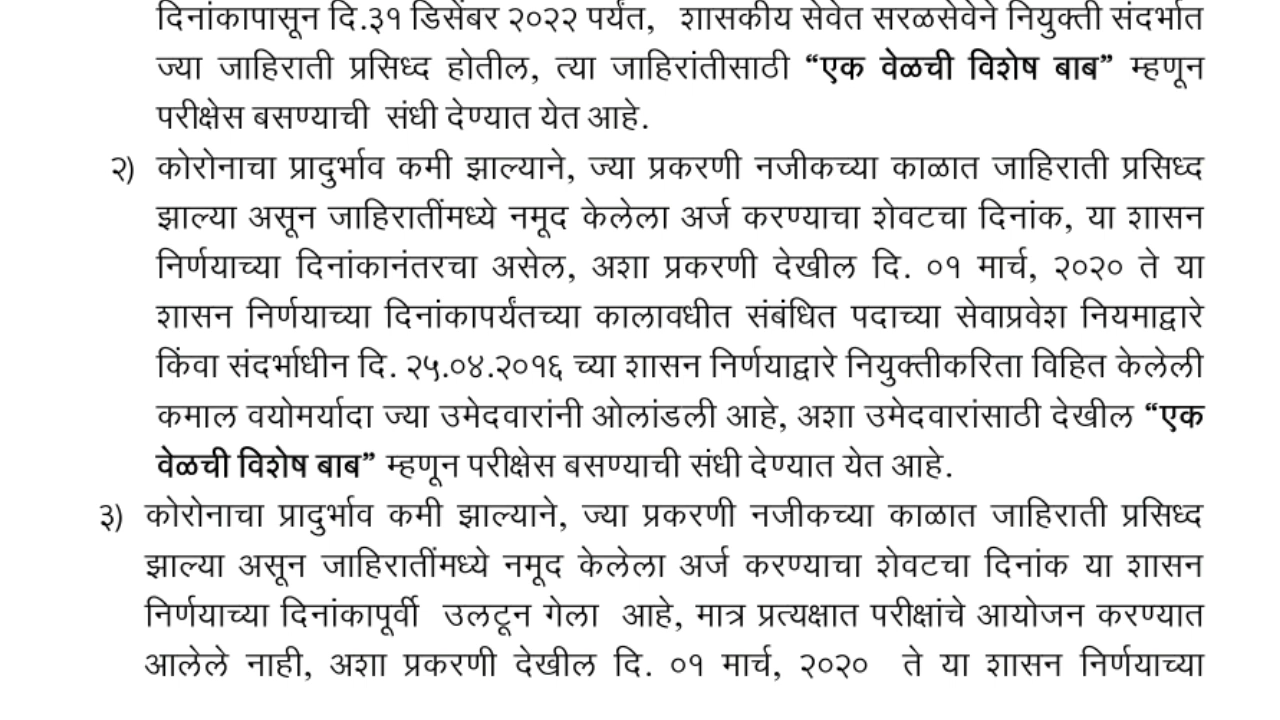 दिनांकापासून दि.३१ डिसेंबर २०२२ पर्यंत, शासकीय सेवेत सरळसेवेने नियुक्ती संदर्भात
ज्या जाहिराती प्रसिध्द होतील, त्या जाहिरांतीसाठी “एक वेळची विशेष बाब” म्हणून
परीक्षेस बसण्याची संधी देण्यात येत आहे.
२) कोरोनाचा प्रादुर्भाव कमी झाल्याने, ज्या प्रकरणी नजीकच्या काळात जाहिराती प्रसिध्द
झाल्या असून जाहिरातींमध्ये नमूद केलेला अर्ज करण्याचा शेवटचा दिनांक, या शासन
निर्णयाच्या दिनांकानंतरचा असेल, अशा प्रकरणी देखील दि. ०१ मार्च, २०२० ते या
शासन निर्णयाच्या दिनांकापर्यंतच्या कालावधीत संबंधित पदाच्या सेवाप्रवेश नियमाद्वारे
किंवा संदर्भाधीन दि. २५.०४.२०१६ च्या शासन निर्णयाद्वारे नियुक्तीकरिता विहित केलेली
कमाल वयोमर्यादा ज्या उमेदवारांनी ओलांडली आहे, अशा उमेदवारांसाठी देखील “एक
वेळची विशेष बाब” म्हणून परीक्षेस बसण्याची संधी देण्यात येत आहे.
३) कोरोनाचा प्रादुर्भाव कमी झाल्याने, ज्या प्रकरणी नजीकच्या काळात जाहिराती प्रसिध्द
झाल्या असून जाहिरातींमध्ये नमूद केलेला अर्ज करण्याचा शेवटचा दिनांक या शासन
निर्णयाच्या दिनांकापूर्वी उलटून गेला आहे, मात्र प्रत्यक्षात परीक्षांचे आयोजन करण्यात
आलेले नाही, अशा प्रकरणी देखील दि. ०१ मार्च, २०२० ते या शासन निर्णयाच्या